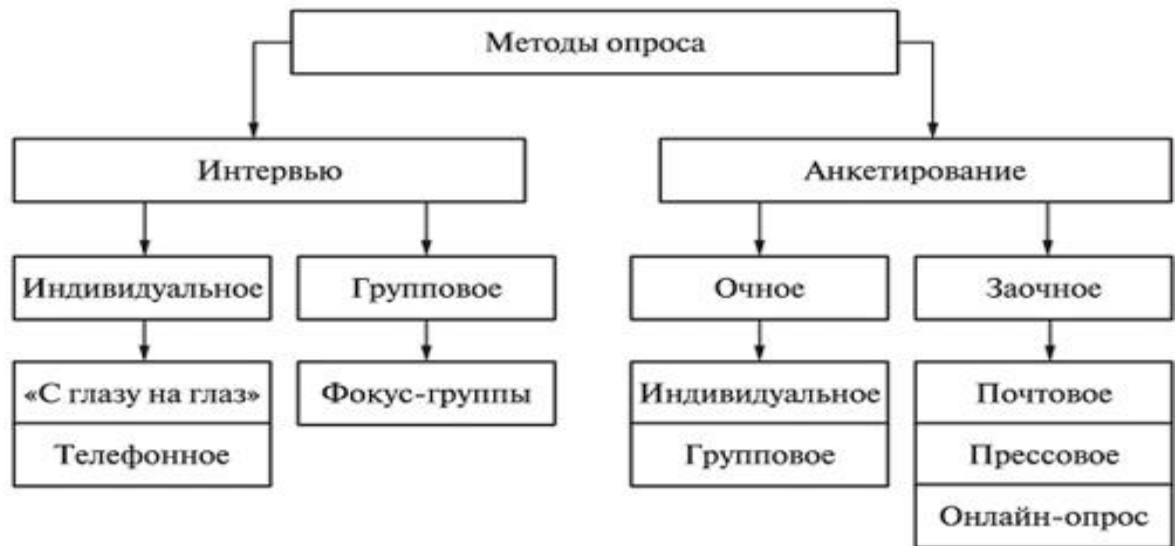 Методы опроса
Интервью
Анкетирование
Индивидуальное
Групповое
Очное
Заочное
«С глазу на глаз»
Телефонное
Фокус-группы
Индивидуальное
Групповое
Почтовое
Прессовое
Онлайн-опрос